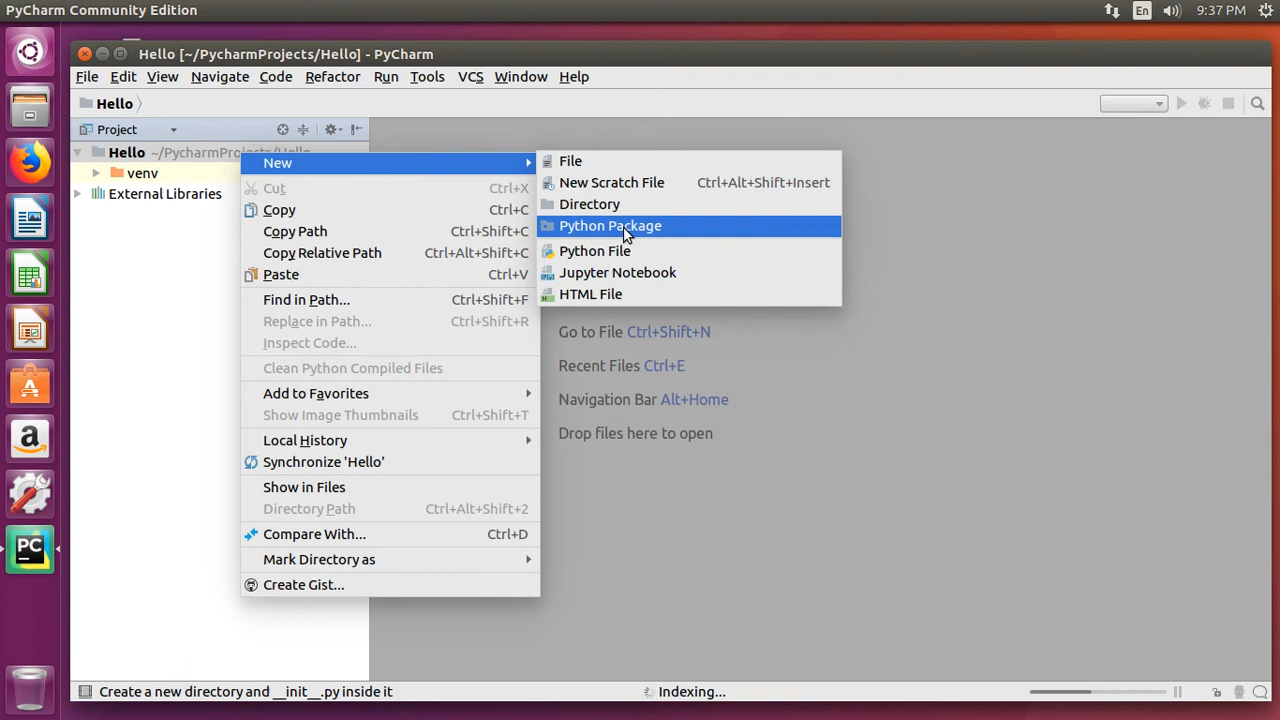 PyCharm Community Edition
En
9:37 PM
Hello [~/PycharmProjects/Hello] - PyCharm
File Edit View Navigate Code Refactor Run Tools VCS Window Help
Hello
Project
Hello ~/PycharmProjects/Hello
venv
External Libraries
New
Cut Ctrl+X
Copy Ctrl+C
Copy Path Ctrl+Shift+C
Copy Relative Path Ctrl+Alt+Shift+C
Paste Ctrl+V
Find in Path... Ctrl+Shift+F
Replace in Path... Ctrl+Shift+R
Inspect Code...
Clean Python Compiled Files
Add to Favorites
Show Image Thumbnails Ctrl+Shift+T
Local History
Synchronize 'Hello'
Show in Files
Directory Path Ctrl+Alt+Shift+2
Compare With... Ctrl+D
Mark Directory as
Create Gist...
File
New Scratch File Ctrl+Alt+Shift+Insert
Directory
Python Package
Python File
Jupyter Notebook
HTML File
Go to File Ctrl+Shift+N
Recent Files Ctrl+E
Navigation Bar Alt+Home
Drop files here to open
PC
Create a new directory and __init__.py inside it
Indexing...